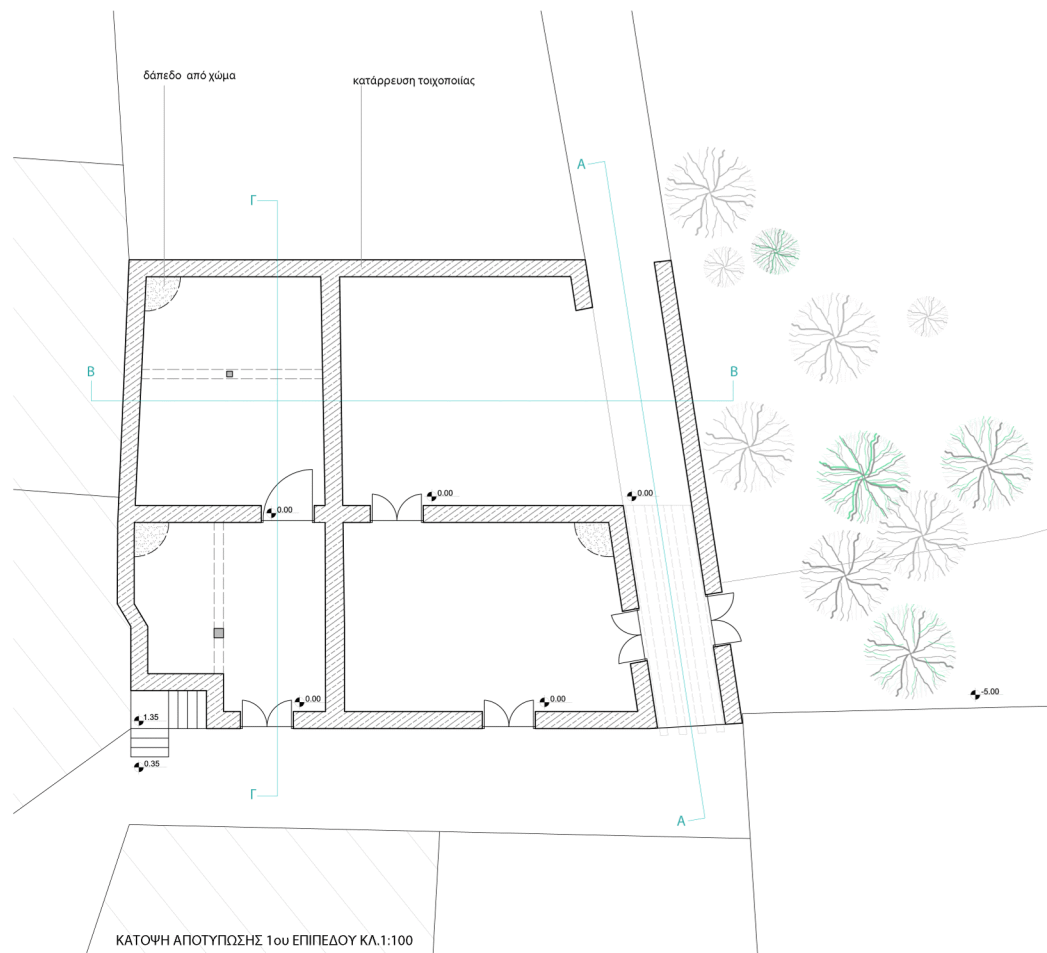 δάπεδο από χώμα
κατάρρευση τοιχοποιίας
Α
Γ
Β
Β
0.00
0.00
0.00
0.00
0.00
-5.00
1.35
0.35
Γ
Α
ΚΑΤΟΨΗ ΑΠΟΤΥΠΩΣΗΣ 1ου ΕΠΙΠΕΔΟΥ ΚΛ.1:100